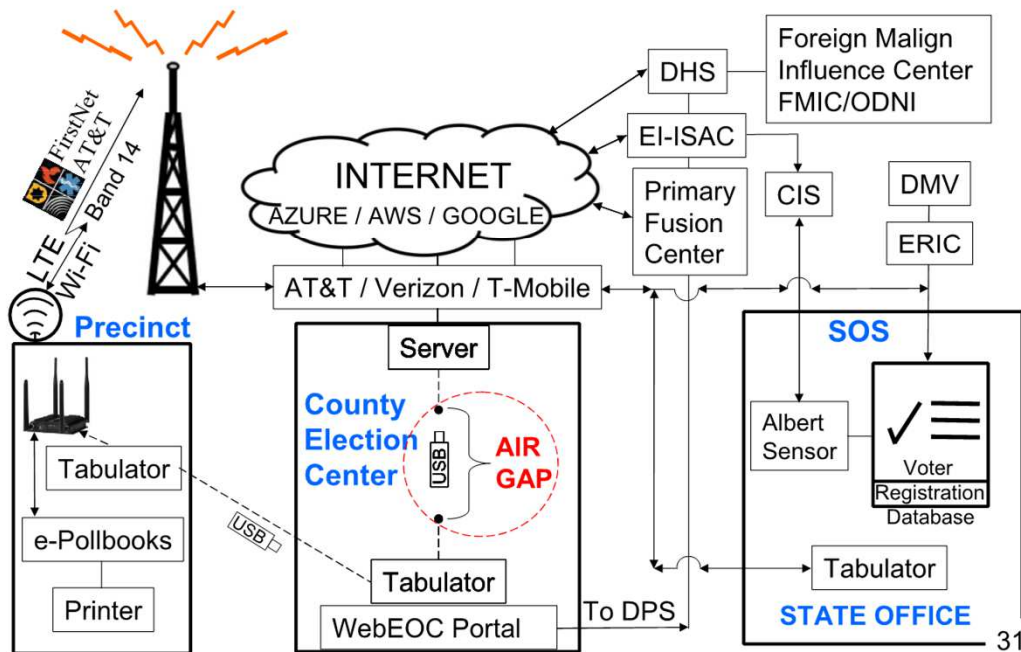 FirstNet
AT&T
LTE Band 14
Wi-Fi
INTERNET
AZURE / AWS / GOOGLE
AT&T / Verizon / T-Mobile
DHS
Foreign Malign
Influence Center
FMIC/ODNI
EI-ISAC
Primary
Fusion
Center
CIS
DMV
ERIC
Precinct
Tabulator
e-Pollbooks
Printer
USB
Server
County
Election
Center
USB
AIR
GAP
Tabulator
WebEOC Portal
To DPS
SOS
Albert
Sensor
Voter
Registration
Database
Tabulator
STATE OFFICE
31